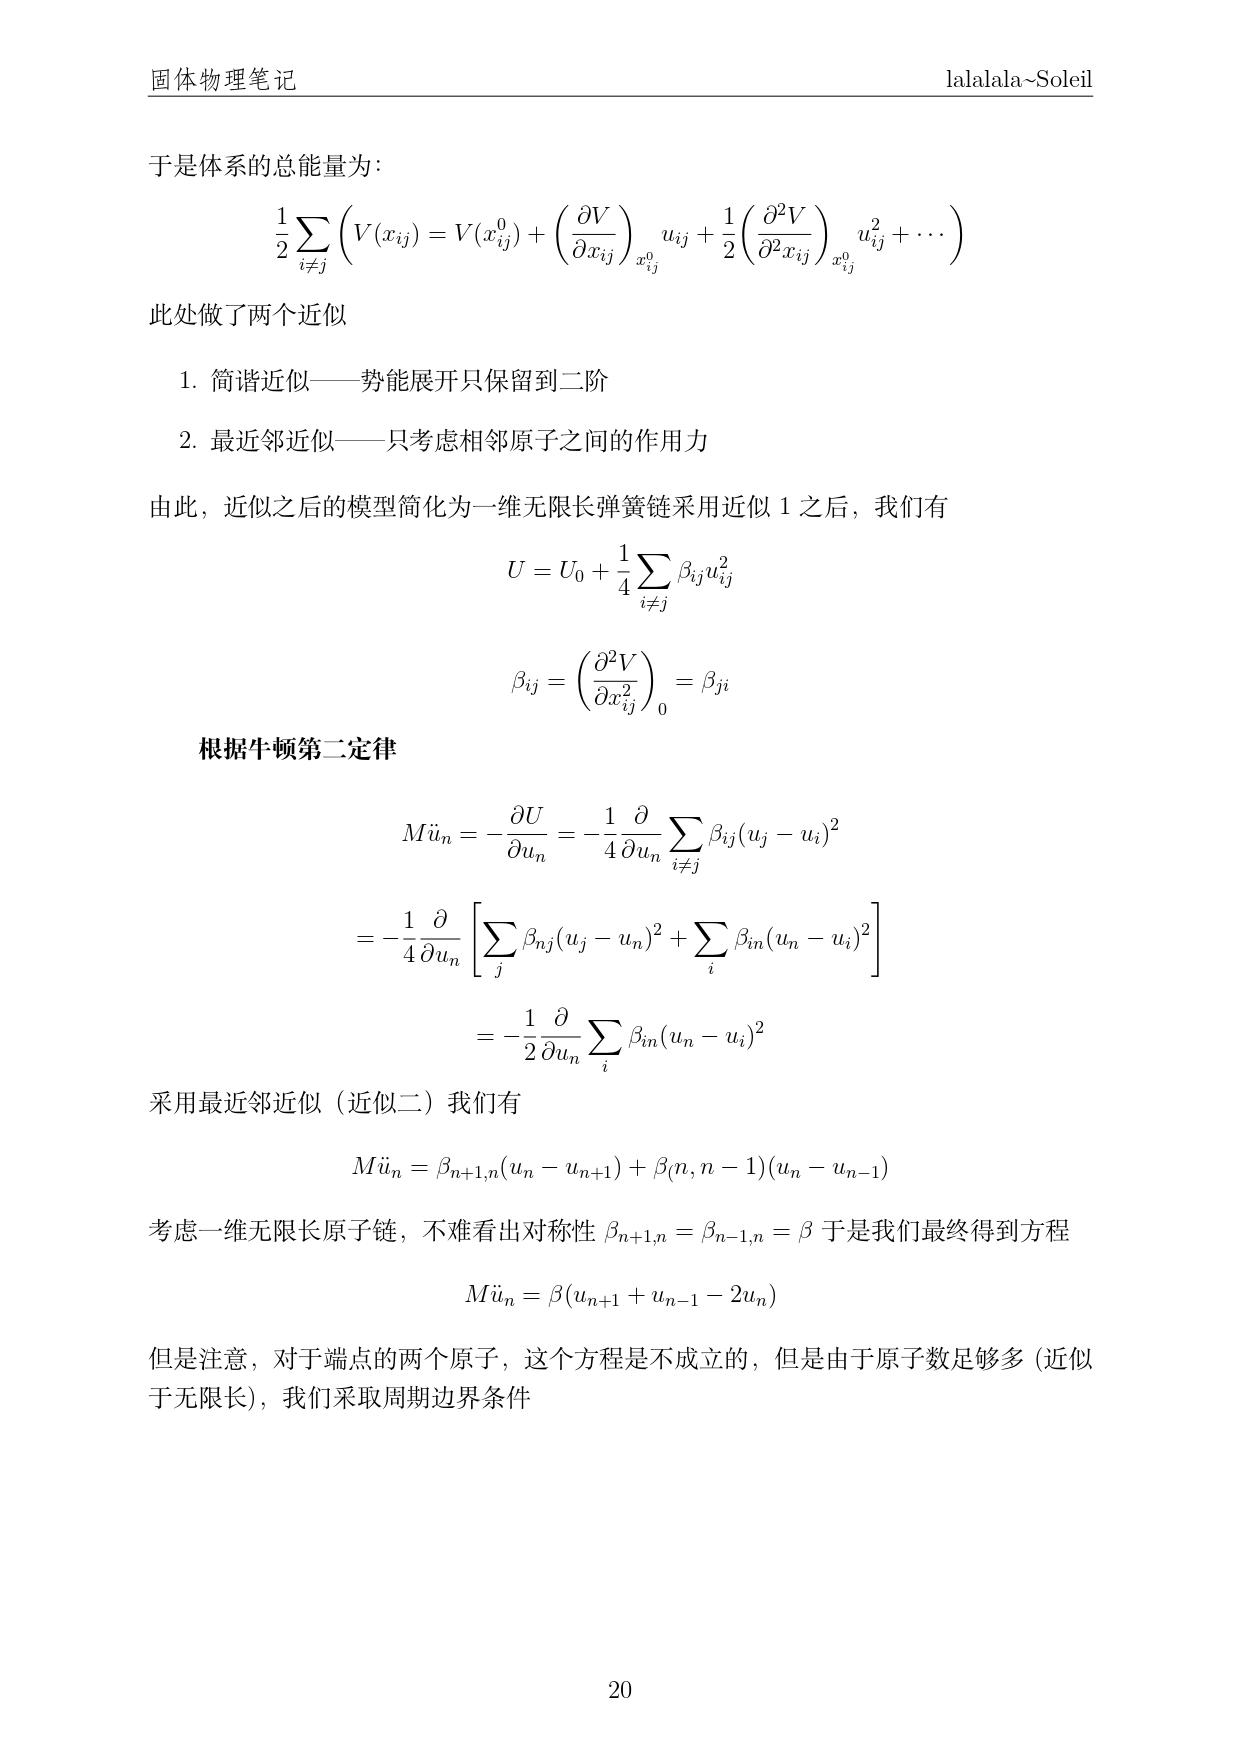 固体物理笔记 lalalala~Soleil
于是体系的总能量为：
$\frac{1}{2}\sum_{i\neq j}\left(V(x_{ij}) = V(x_{ij}^0) + \left(\frac{\partial V}{\partial x_{ij}}\right)_{x_{ij}^0} u_{ij} + \frac{1}{2}\left(\frac{\partial^2 V}{\partial^2 x_{ij}}\right)_{x_{ij}^0} u_{ij}^2 + \cdots\right)$
此处做了两个近似
1. 简谐近似——势能展开只保留到二阶
2. 最近邻近似——只考虑相邻原子之间的作用力
由此，近似之后的模型简化为一维无限长弹簧链采用近似 1 之后，我们有
$U = U_0 + \frac{1}{4}\sum_{i\neq j}\beta_{ij}u_{ij}^2$
$\beta_{ij} = \left(\frac{\partial^2 V}{\partial x_{ij}^2}\right)_0 = \beta_{ji}$
根据牛顿第二定律
$M\ddot{u}_n = -\frac{\partial U}{\partial u_n} = -\frac{1}{4}\frac{\partial}{\partial u_n}\sum_{i\neq j}\beta_{ij}(u_j - u_i)^2$
$= -\frac{1}{4}\frac{\partial}{\partial u_n}\left[\sum_j \beta_{nj}(u_j - u_n)^2 + \sum_i \beta_{in}(u_n - u_i)^2\right]$
$= -\frac{1}{2}\frac{\partial}{\partial u_n}\sum_i \beta_{in}(u_n - u_i)^2$
采用最近邻近似（近似二）我们有
$M\ddot{u}_n = \beta_{n+1,n}(u_n - u_{n+1}) + \beta_(n, n-1)(u_n - u_{n-1})$
考虑一维无限长原子链，不难看出对称性 $\beta_{n+1,n} = \beta_{n-1,n} = \beta$ 于是我们最终得到方程
$M\ddot{u}_n = \beta(u_{n+1} + u_{n-1} - 2u_n)$
但是注意，对于端点的两个原子，这个方程是不成立的，但是由于原子数足够多 (近似
于无限长)，我们采取周期边界条件
20